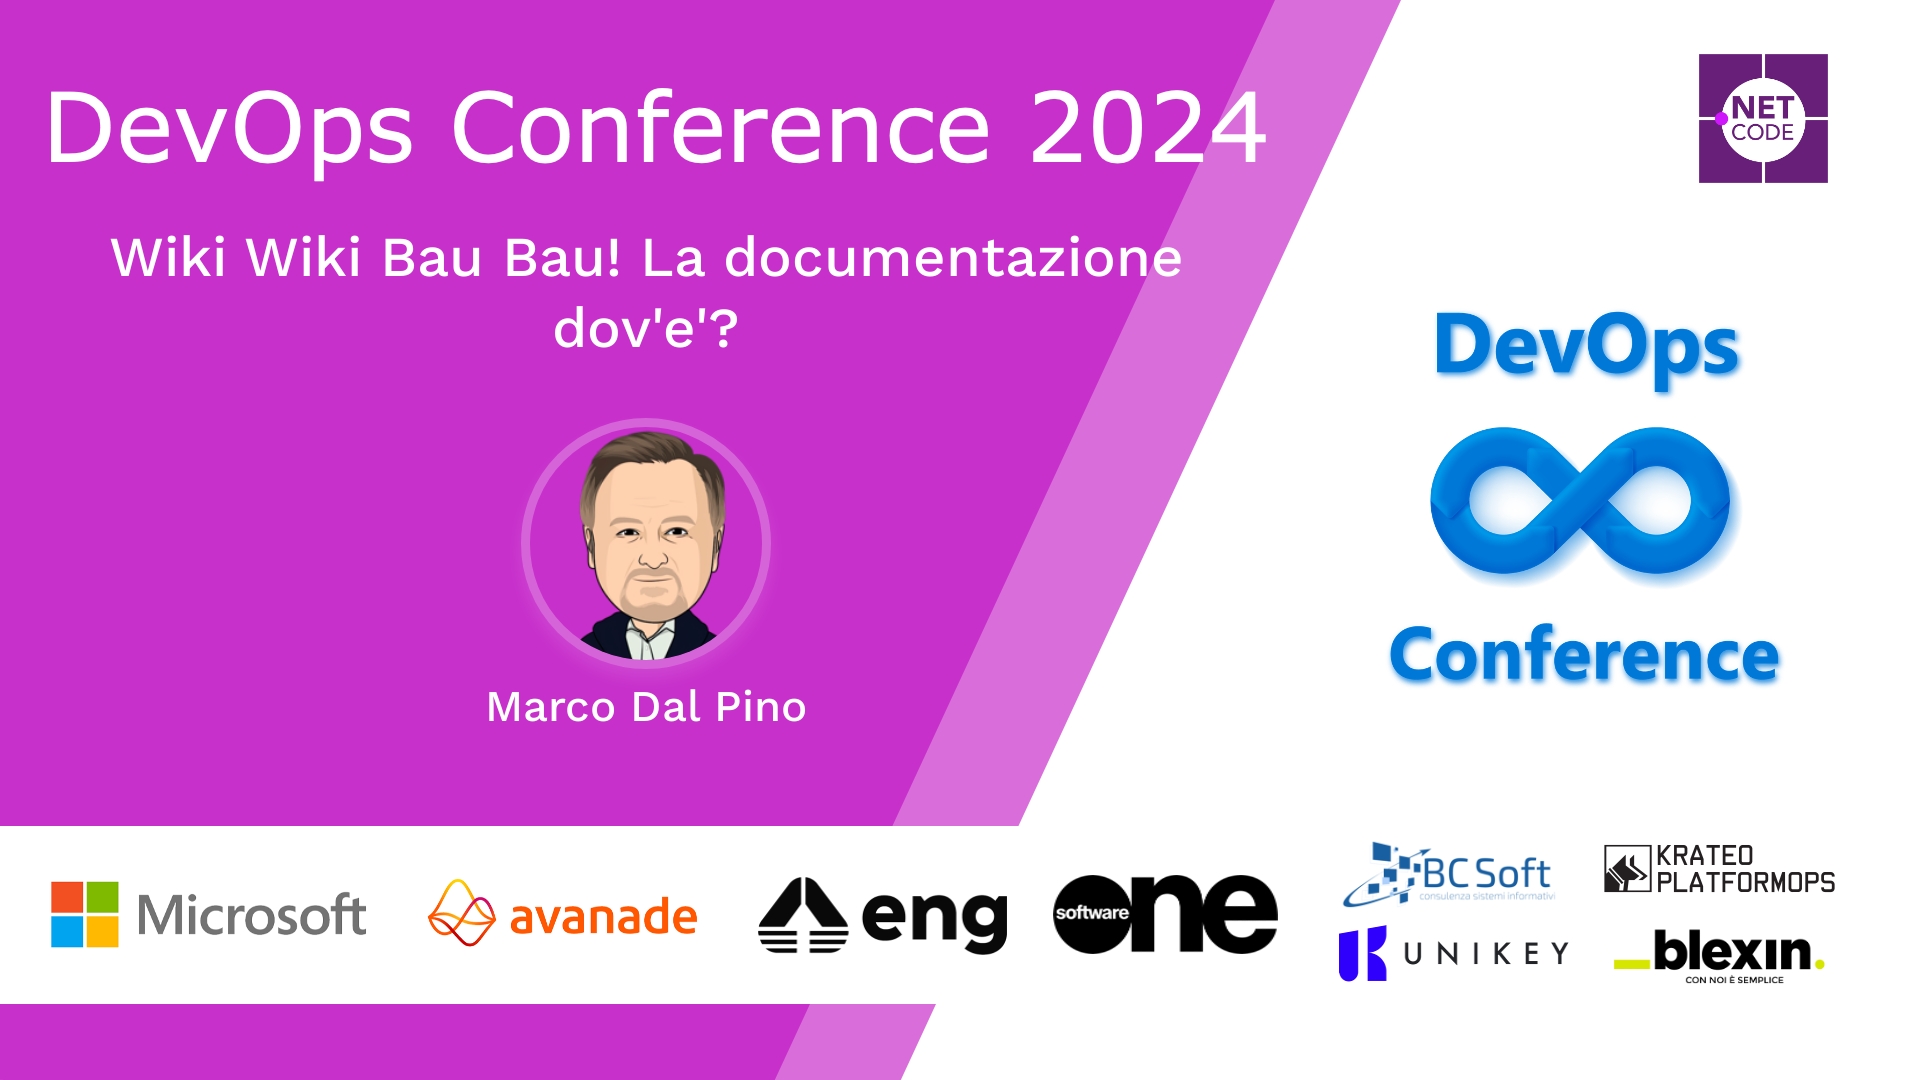 DevOps Conference 2024
Wiki Wiki Bau Bau! La documentazione
dov'e'?
Marco Dal Pino
NET
CODE
DevOps
Conference
Microsoft
avanade
eng
software one
BC Soft
consulenza sistemi informativi
KRATEO
PLATFORMOPS
UNIKEY
blexın.
CON NOI È SEMPLICE